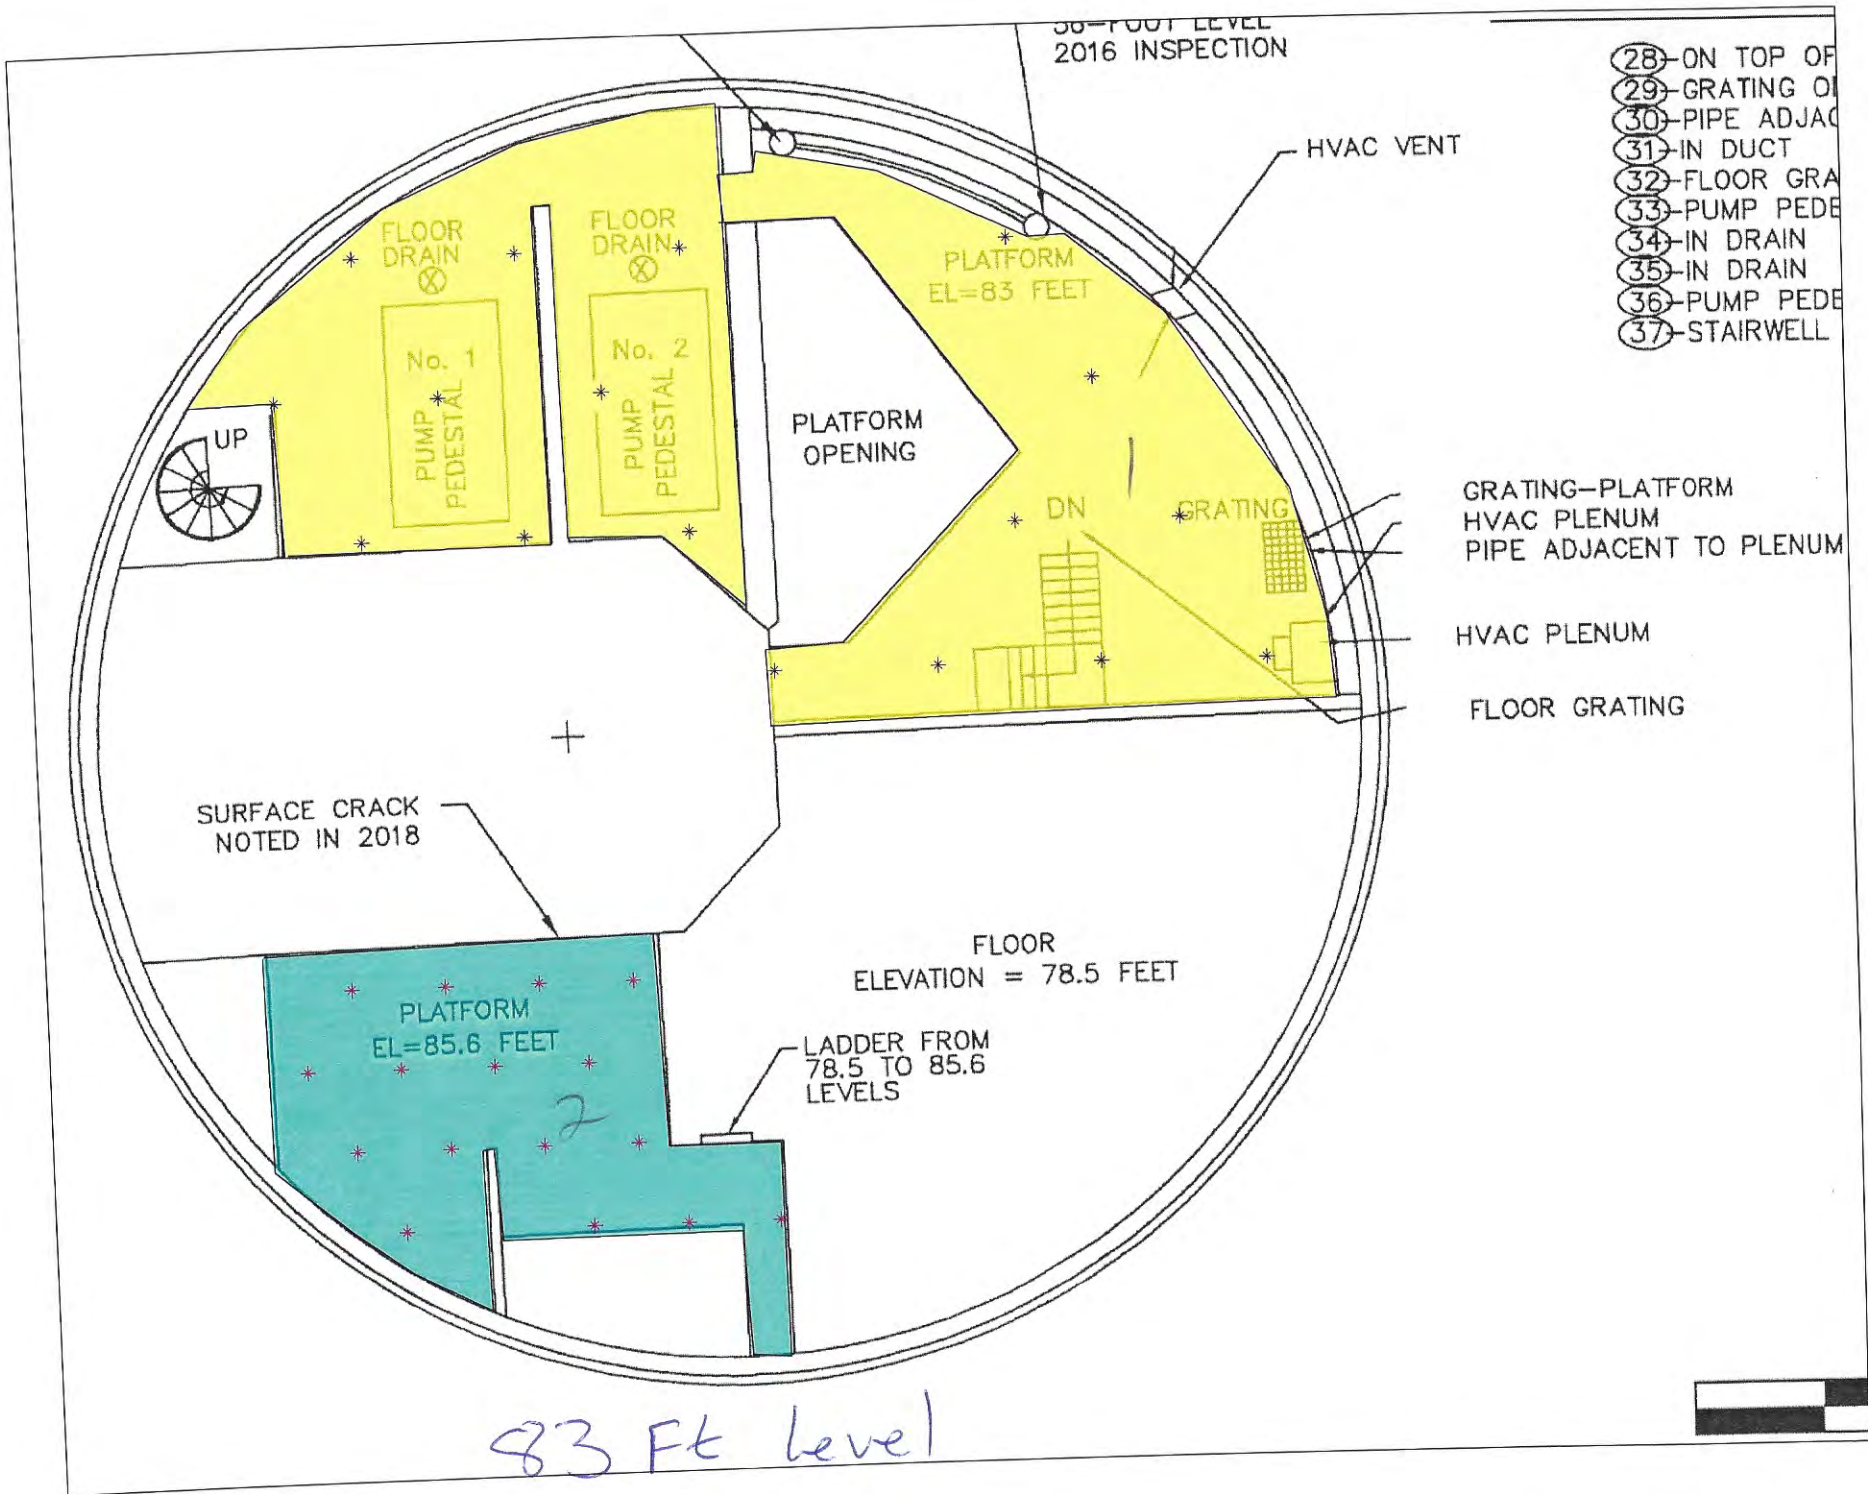 56-FOOT LEVEL
2016 INSPECTION
28-ON TOP OF
29-GRATING
30-PIPE ADJAC
31-IN DUCT
32-FLOOR GRA
33-PUMP PEDE
34-IN DRAIN
35-IN DRAIN
36-PUMP PEDE
37-STAIRWELL
HVAC VENT
FLOOR
DRAIN
FLOOR
DRAIN
PLATFORM
EL=83 FEET
No. 1
PUMP
PEDESTAL
No. 2
PUMP
PEDESTAL
UP
PLATFORM
OPENING
1
DN
GRATING
GRATING-PLATFORM
HVAC PLENUM
PIPE ADJACENT TO PLENUM
HVAC PLENUM
FLOOR GRATING
SURFACE CRACK
NOTED IN 2018
FLOOR
ELEVATION = 78.5 FEET
PLATFORM
EL=85.6 FEET
LADDER FROM
78.5 TO 85.6
LEVELS
2
83 Ft Level